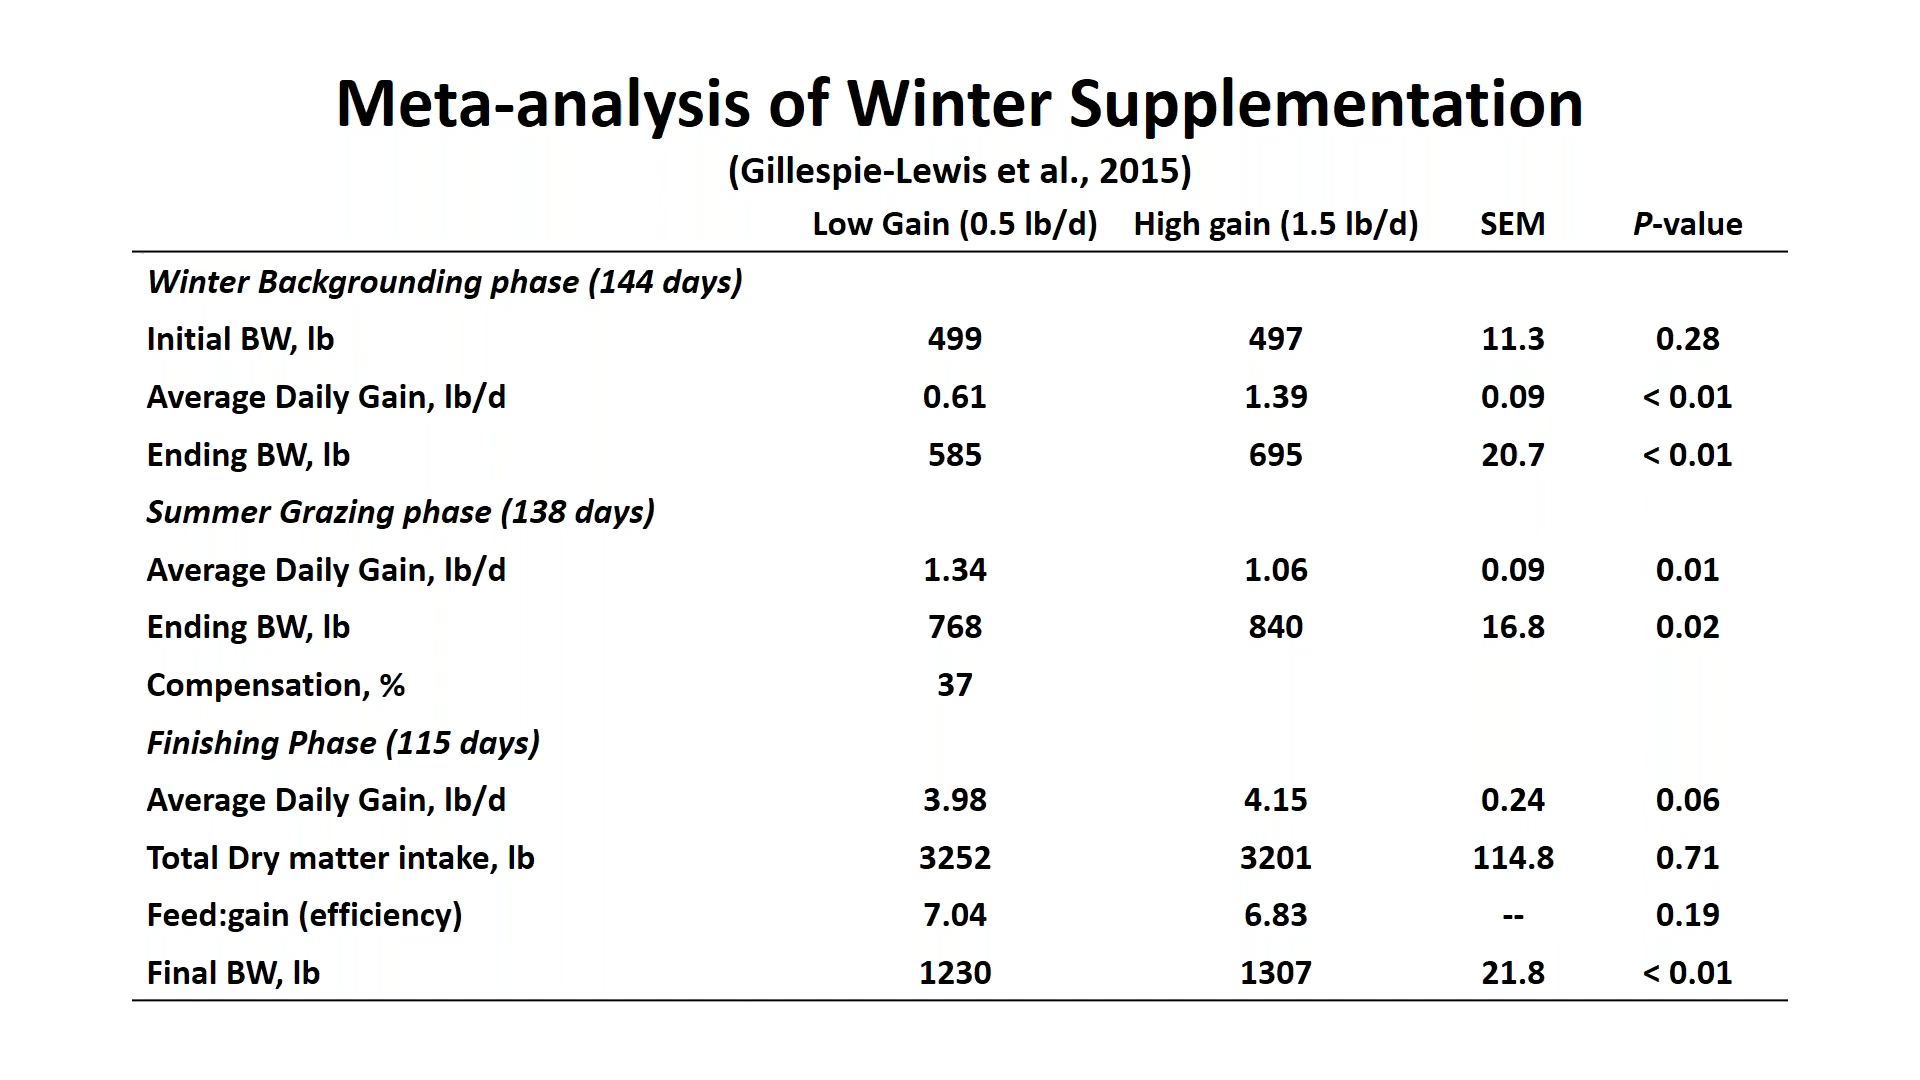 Meta-analysis of Winter Supplementation
(Gillespie-Lewis et al., 2015)
Low Gain (0.5 lb/d) High gain (1.5 lb/d) SEM P-value
Winter Backgrounding phase (144 days)
Initial BW, lb 499 497 11.3 0.28
Average Daily Gain, lb/d 0.61 1.39 0.09 < 0.01
Ending BW, lb 585 695 20.7 < 0.01
Summer Grazing phase (138 days)
Average Daily Gain, lb/d 1.34 1.06 0.09 0.01
Ending BW, lb 768 840 16.8 0.02
Compensation, % 37
Finishing Phase (115 days)
Average Daily Gain, lb/d 3.98 4.15 0.24 0.06
Total Dry matter intake, lb 3252 3201 114.8 0.71
Feed:gain (efficiency) 7.04 6.83 -- 0.19
Final BW, lb 1230 1307 21.8 < 0.01